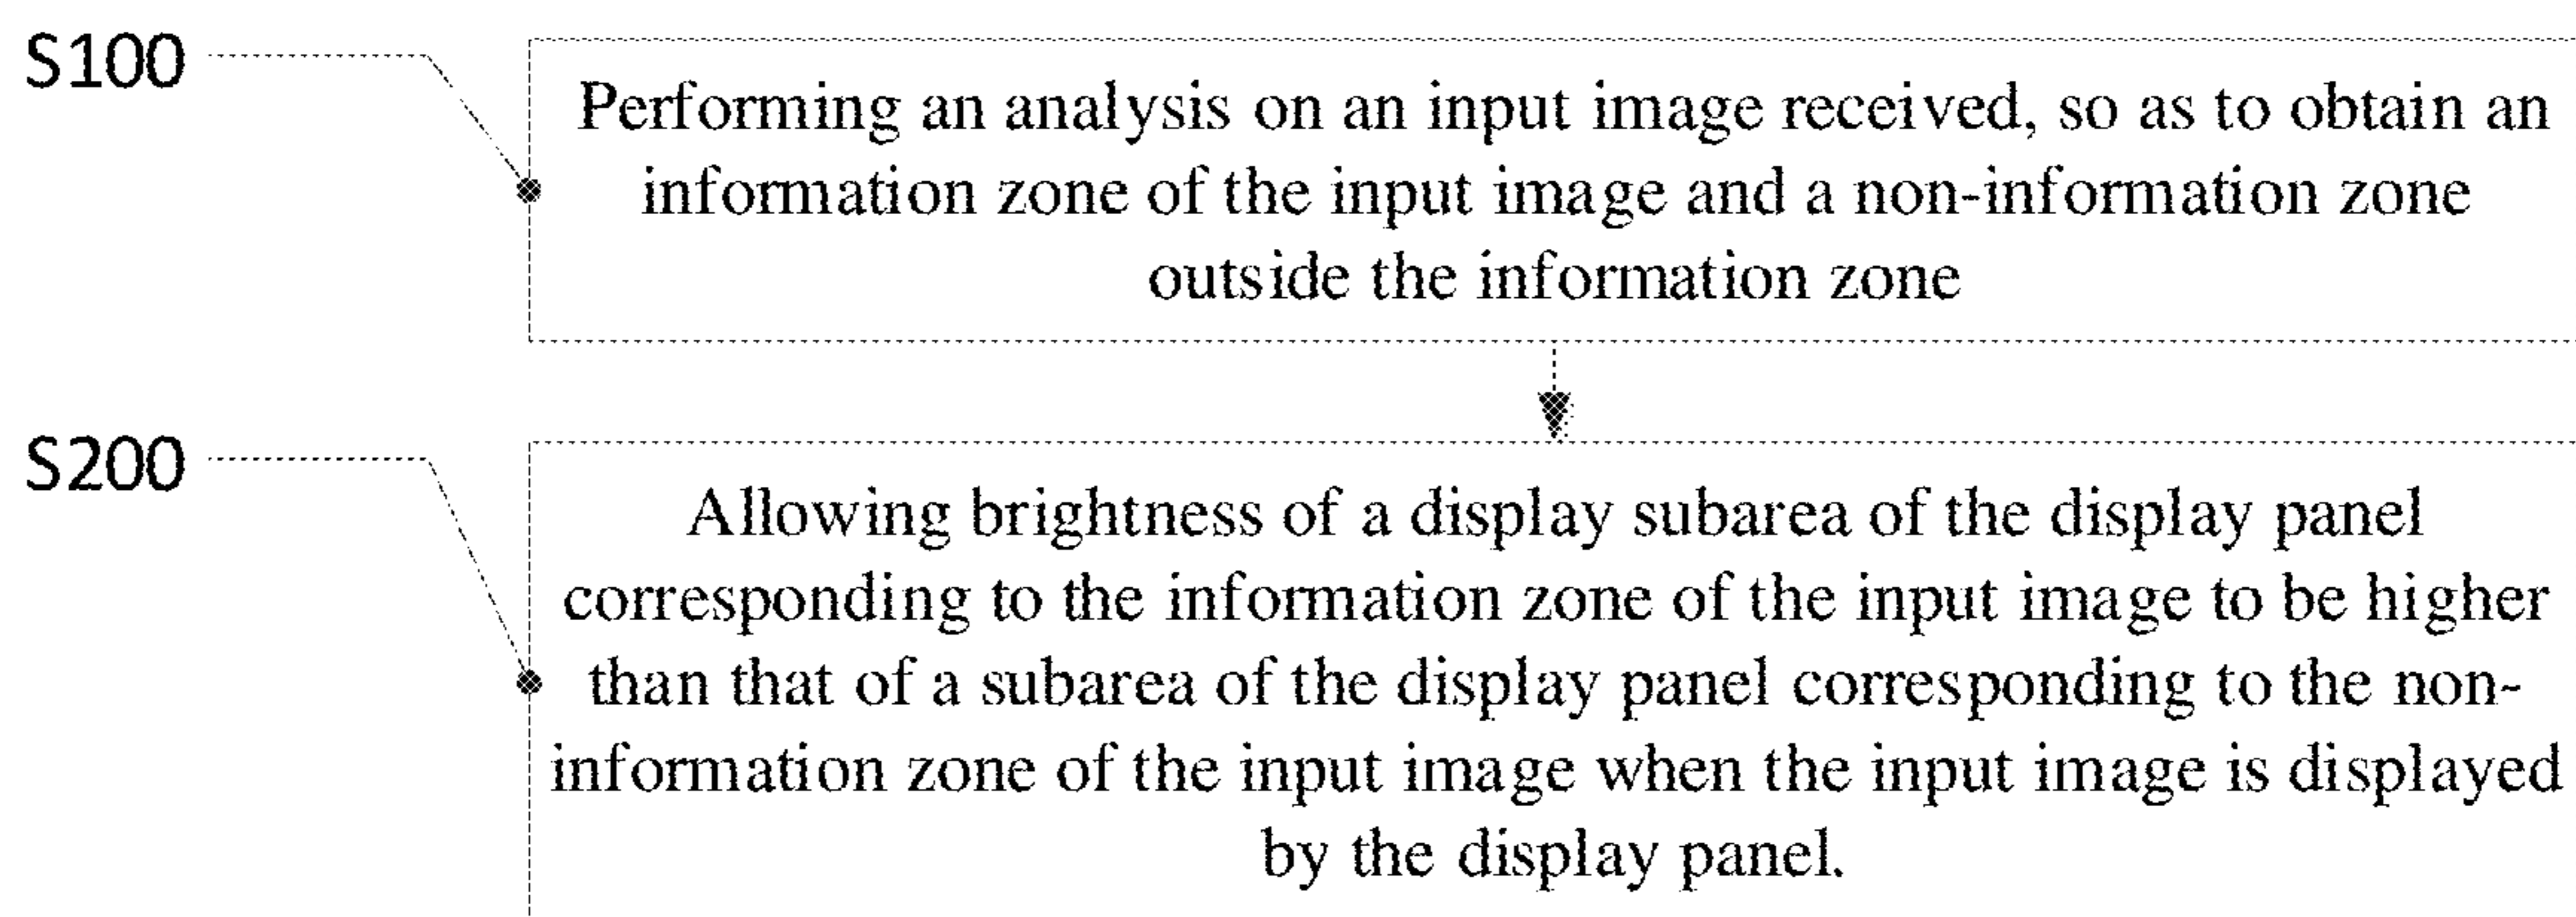 S100
Performing an analysis on an input image received, so as to obtain an
information zone of the input image and a non-information zone
outside the information zone
S200
Allowing brightness of a display subarea of the display panel
corresponding to the information zone of the input image to be higher
than that of a subarea of the display panel corresponding to the non-
information zone of the input image when the input image is displayed
by the display panel.